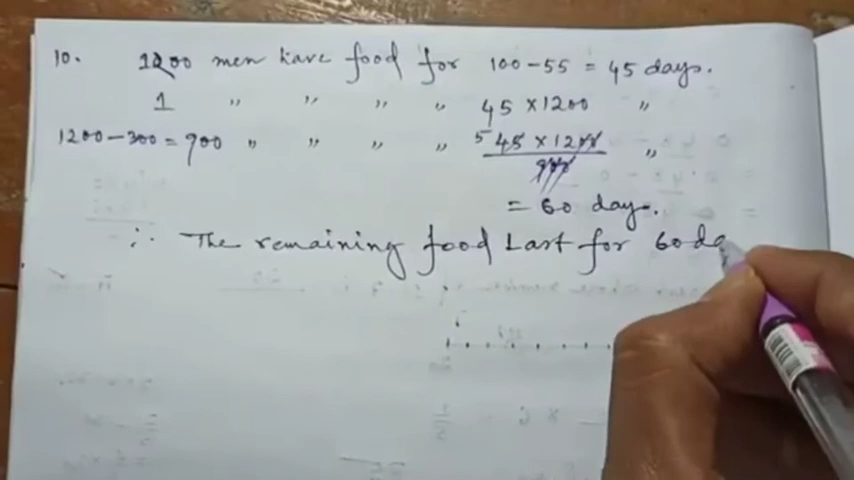 10. 1200 men have food for 100-55 = 45 days.
1 " " " " 45 × 1200 "
1200-300 = 900 " " " " 5 45 × 1200 "
900
= 60 days.
∴ The remaining food Last for 60 da